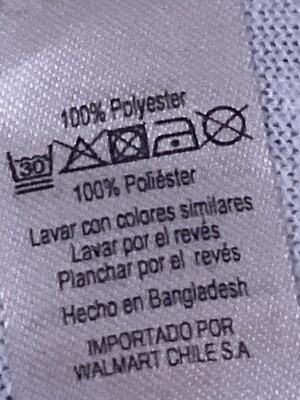 100% Polyester
30
100% Poliéster
Lavar con colores similares
Lavar por el revés
Planchar por el revés
Hecho en Bangladesh
IMPORTADO POR
WALMART CHILE S.A